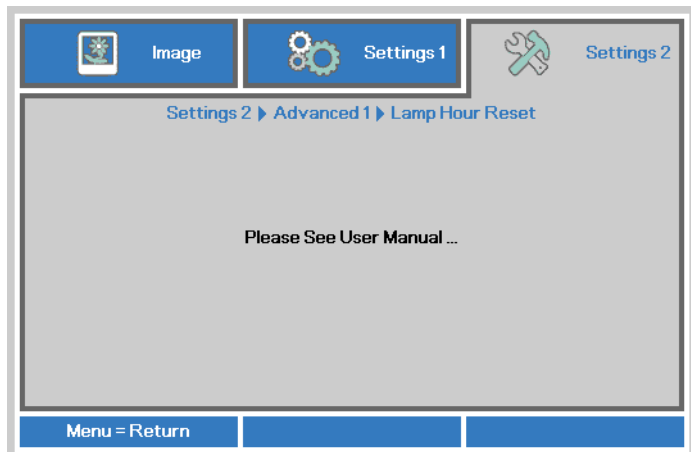 Image
Settings 1
Settings 2
Settings 2 ▶ Advanced 1 ▶ Lamp Hour Reset
Please See User Manual ...
Menu = Return